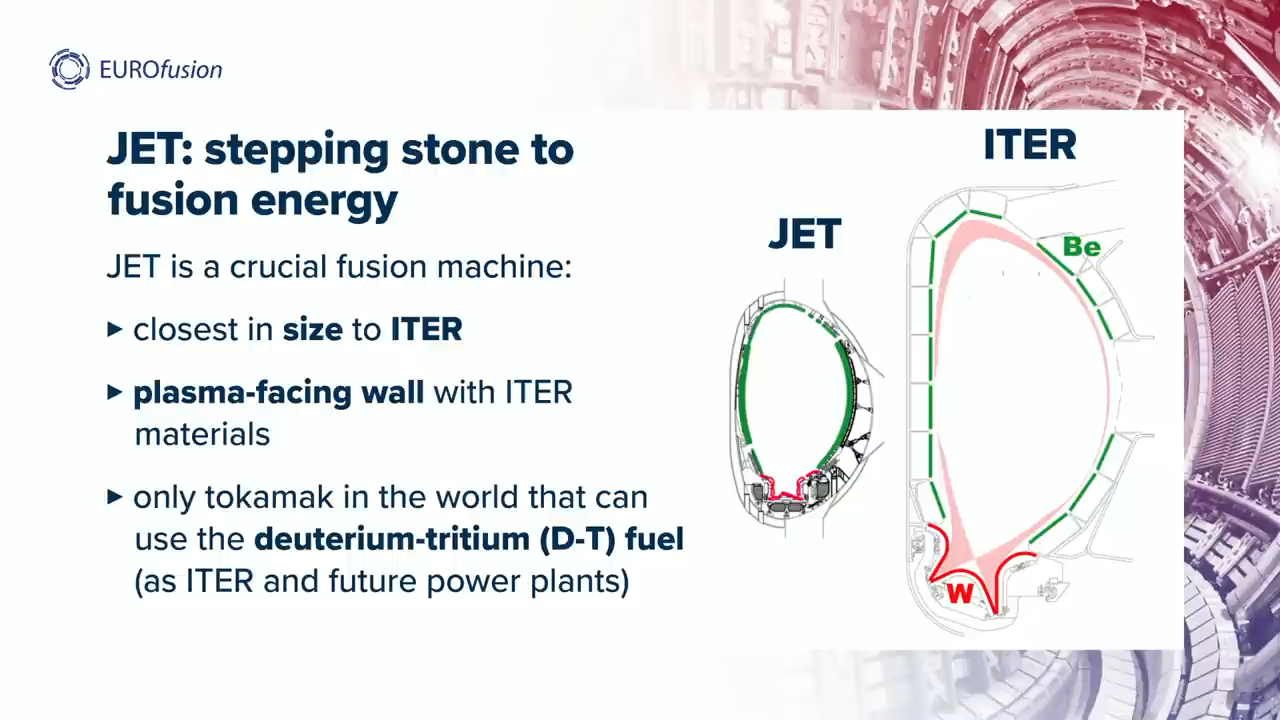 EUROfusion
JET: stepping stone to
fusion energy
JET is a crucial fusion machine:
▸ closest in size to ITER
▸ plasma-facing wall with ITER
materials
▸ only tokamak in the world that can
use the deuterium-tritium (D-T) fuel
(as ITER and future power plants)
JET
ITER
Be
W